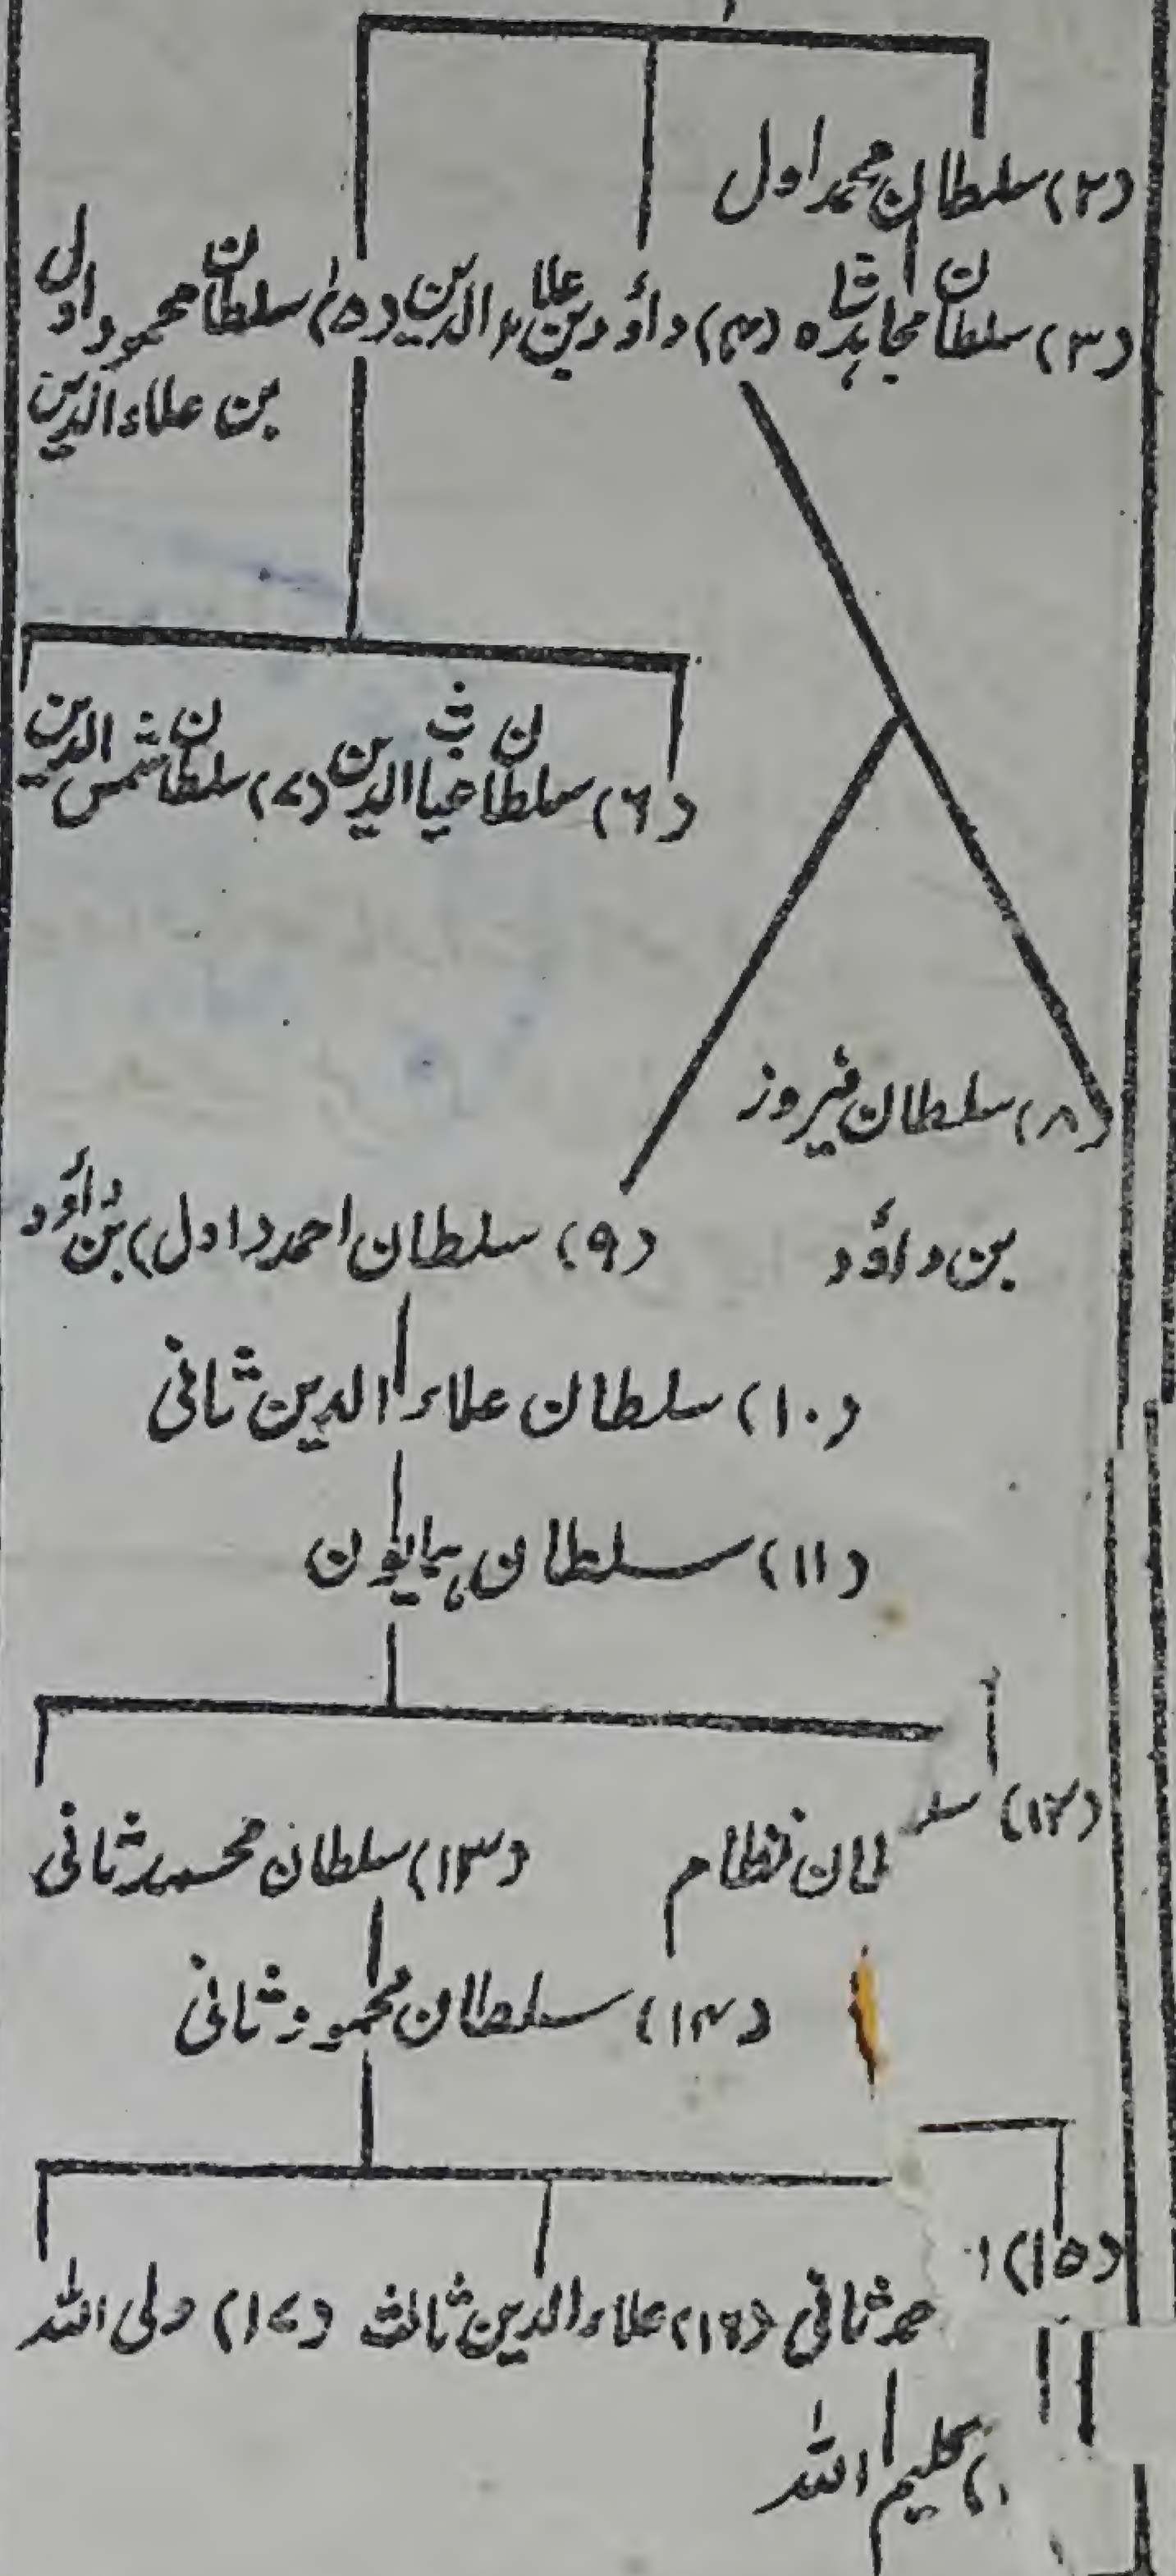 (۲) سلطان محمد اول
(۳) سلطان مجاہد شاہ (۴) داؤد بن علاء الدین (۵) سلطان محمود اول
بن علاء الدین
(۶) سلطان غیاث الدین (۷) سلطان شمس الدین
(۸) سلطان فیروز
بن داؤد
(۹) سلطان احمد (اول) بن داؤد
(۱۰) سلطان علاء الدین ثانی
(۱۱) سلطان ہمایوں
(۱۲) سلطان نظام (۱۳) سلطان محمد ثانی
(۱۴) سلطان محمود ثانی
(۱۵) احمد ثانی (۱۶) علاء الدین ثالث (۱۷) ولی اللہ
کلیم اللہ